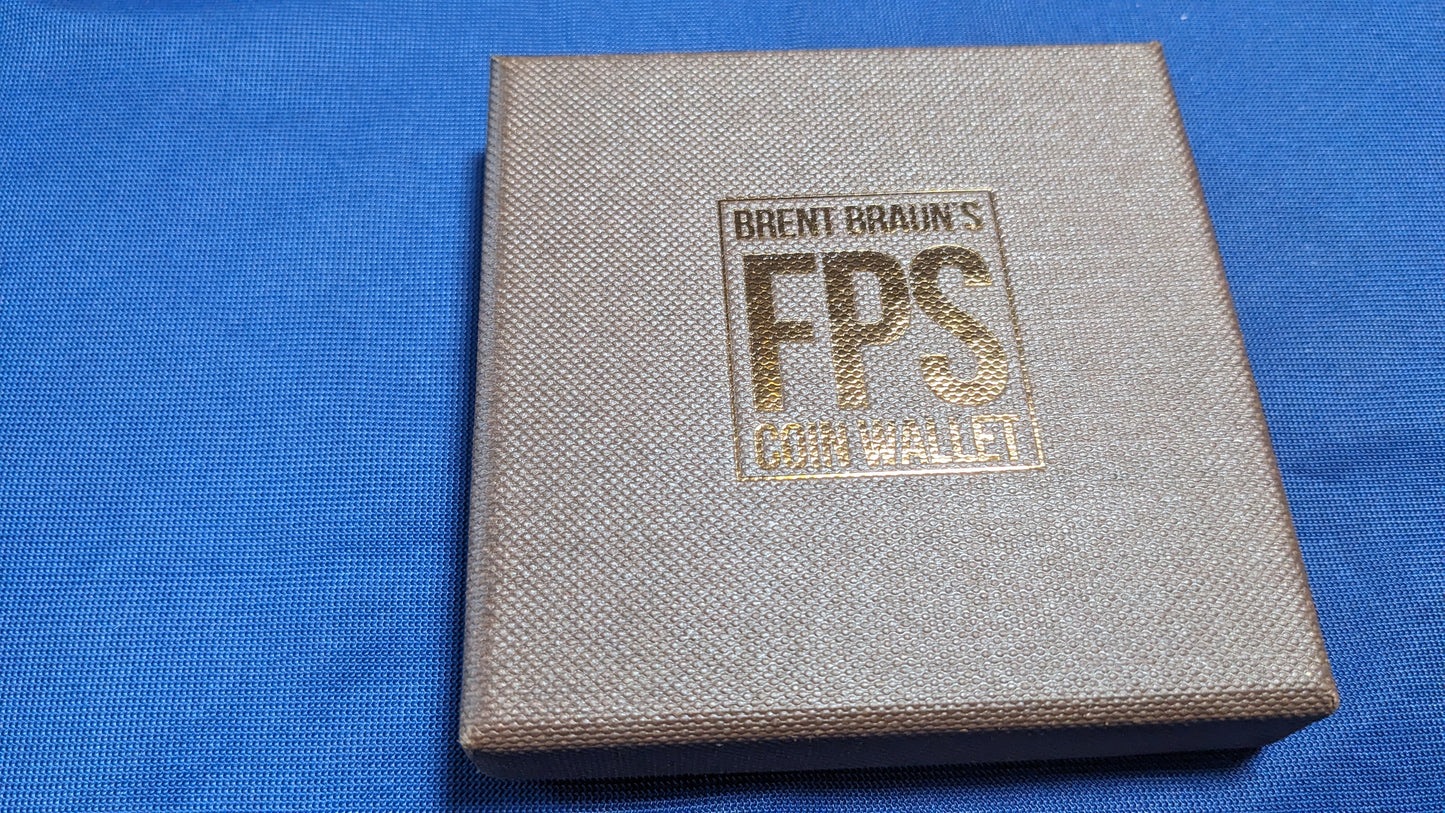 BRENT BRAUN'S
FPS
COIN WALLET